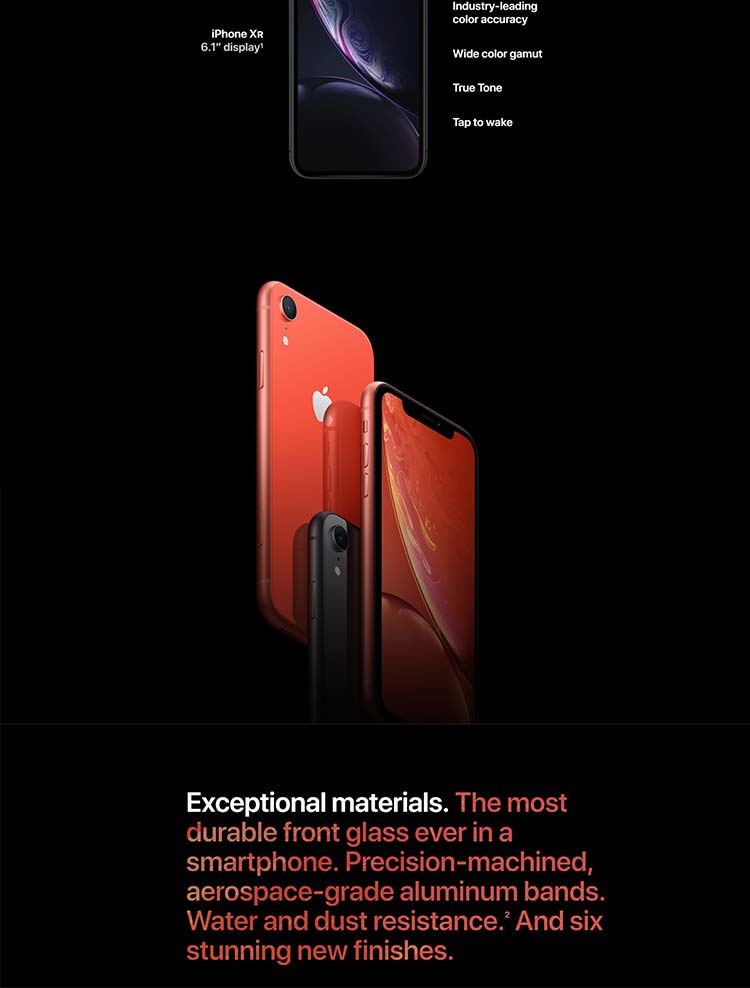 Industry-leading
color accuracy
iPhone XR
6.1” display¹
Wide color gamut
True Tone
Tap to wake
Exceptional materials. The most
durable front glass ever in a
smartphone. Precision-machined,
aerospace-grade aluminum bands.
Water and dust resistance.² And six
stunning new finishes.